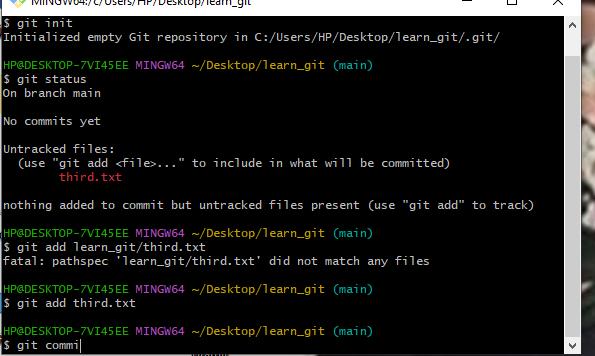 MINGW64:/c/Users/HP/Desktop/learn_git
$ git init
Initialized empty Git repository in C:/Users/HP/Desktop/learn_git/.git/
HP@DESKTOP-7VI45EE MINGW64 ~/Desktop/learn_git (main)
$ git status
On branch main
No commits yet
Untracked files:
(use "git add <file>..." to include in what will be committed)
third.txt
nothing added to commit but untracked files present (use "git add" to track)
HP@DESKTOP-7VI45EE MINGW64 ~/Desktop/learn_git (main)
$ git add learn_git/third.txt
fatal: pathspec 'learn_git/third.txt' did not match any files
HP@DESKTOP-7VI45EE MINGW64 ~/Desktop/learn_git (main)
$ git add third.txt
HP@DESKTOP-7VI45EE MINGW64 ~/Desktop/learn_git (main)
$ git commi